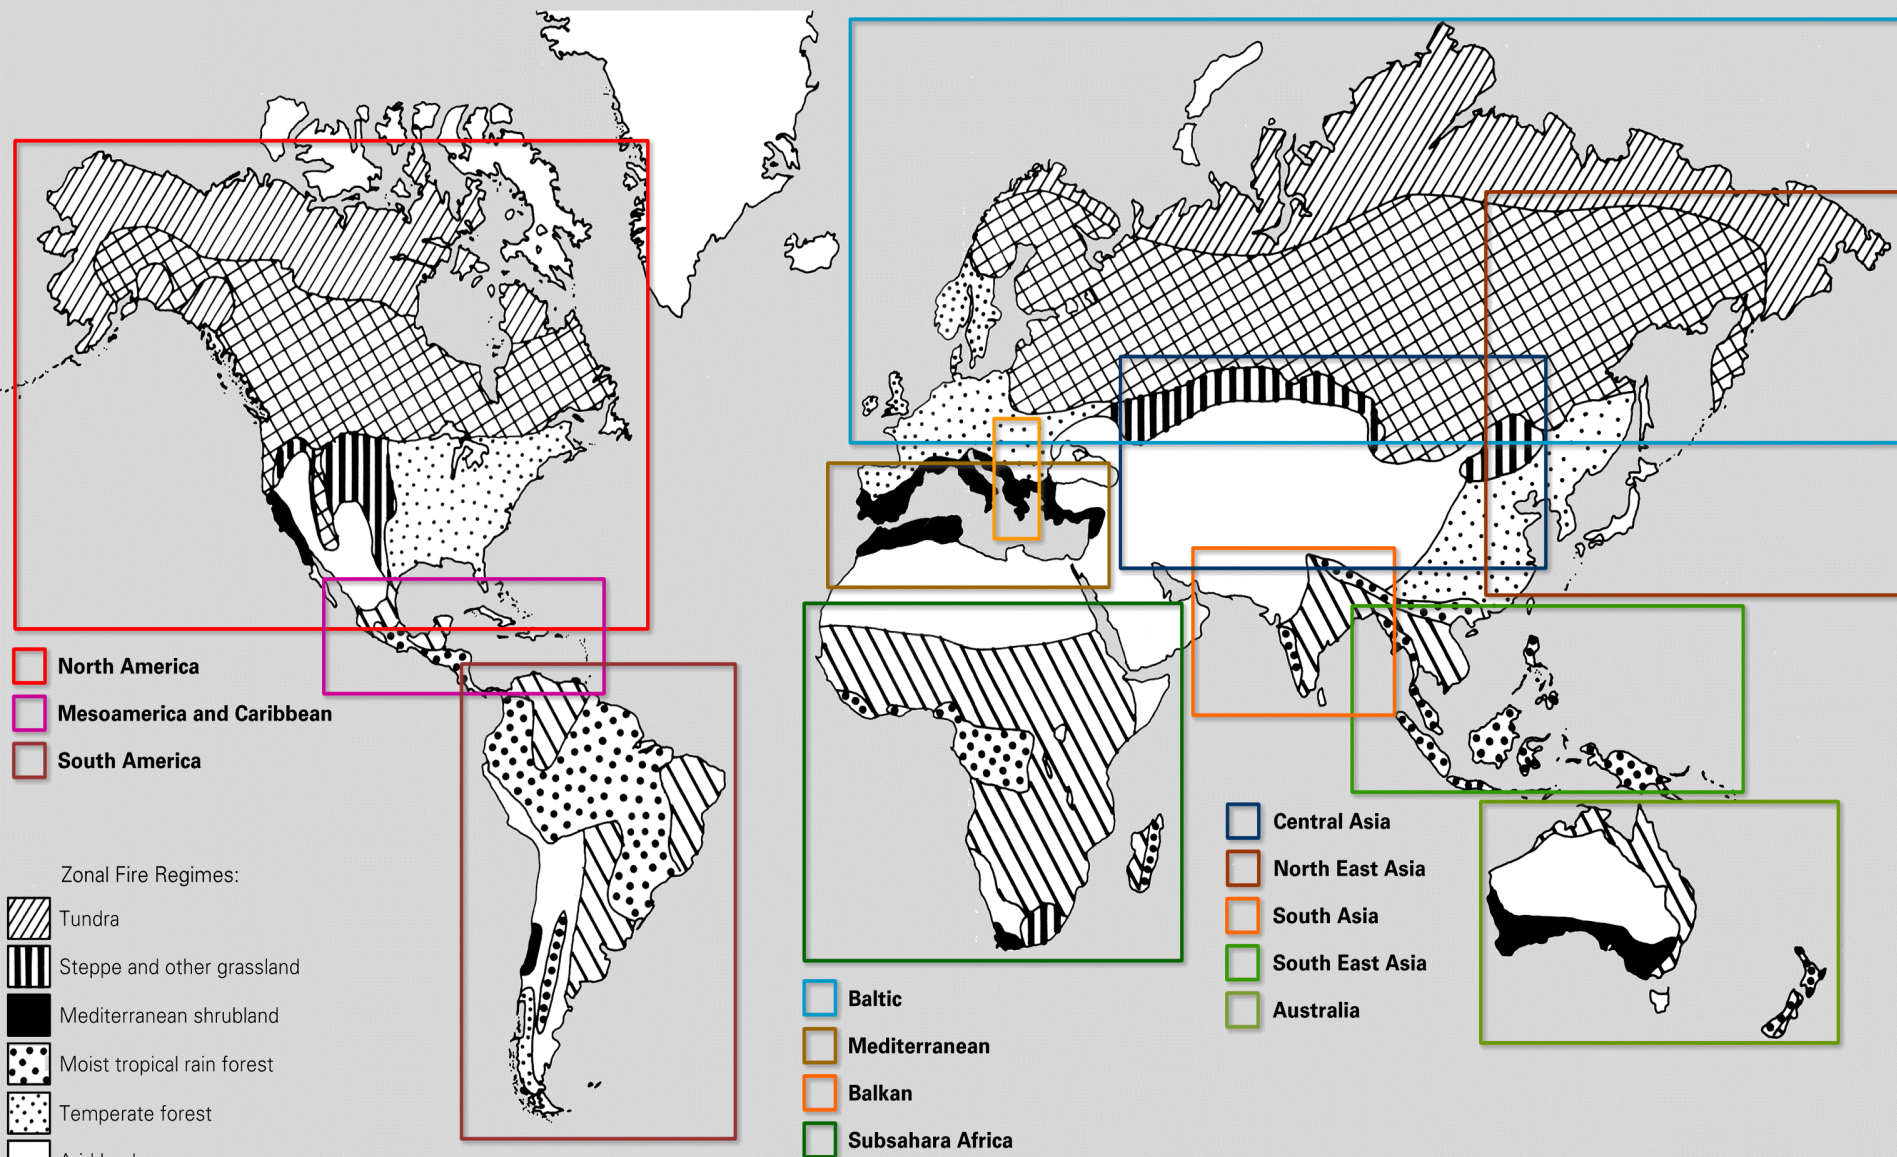 North America
Mesoamerica and Caribbean
South America
Zonal Fire Regimes:
Tundra
Steppe and other grassland
Mediterranean shrubland
Moist tropical rain forest
Temperate forest
Baltic
Mediterranean
Balkan
Subsahara Africa
Central Asia
North East Asia
South Asia
South East Asia
Australia